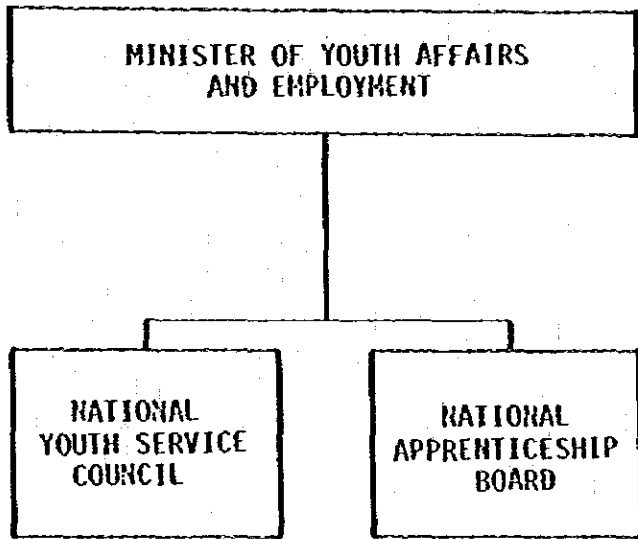 MINISTER OF YOUTH AFFAIRS
AND EMPLOYMENT
NATIONAL
YOUTH SERVICE
COUNCIL
NATIONAL
APPRENTICESHIP
BOARD